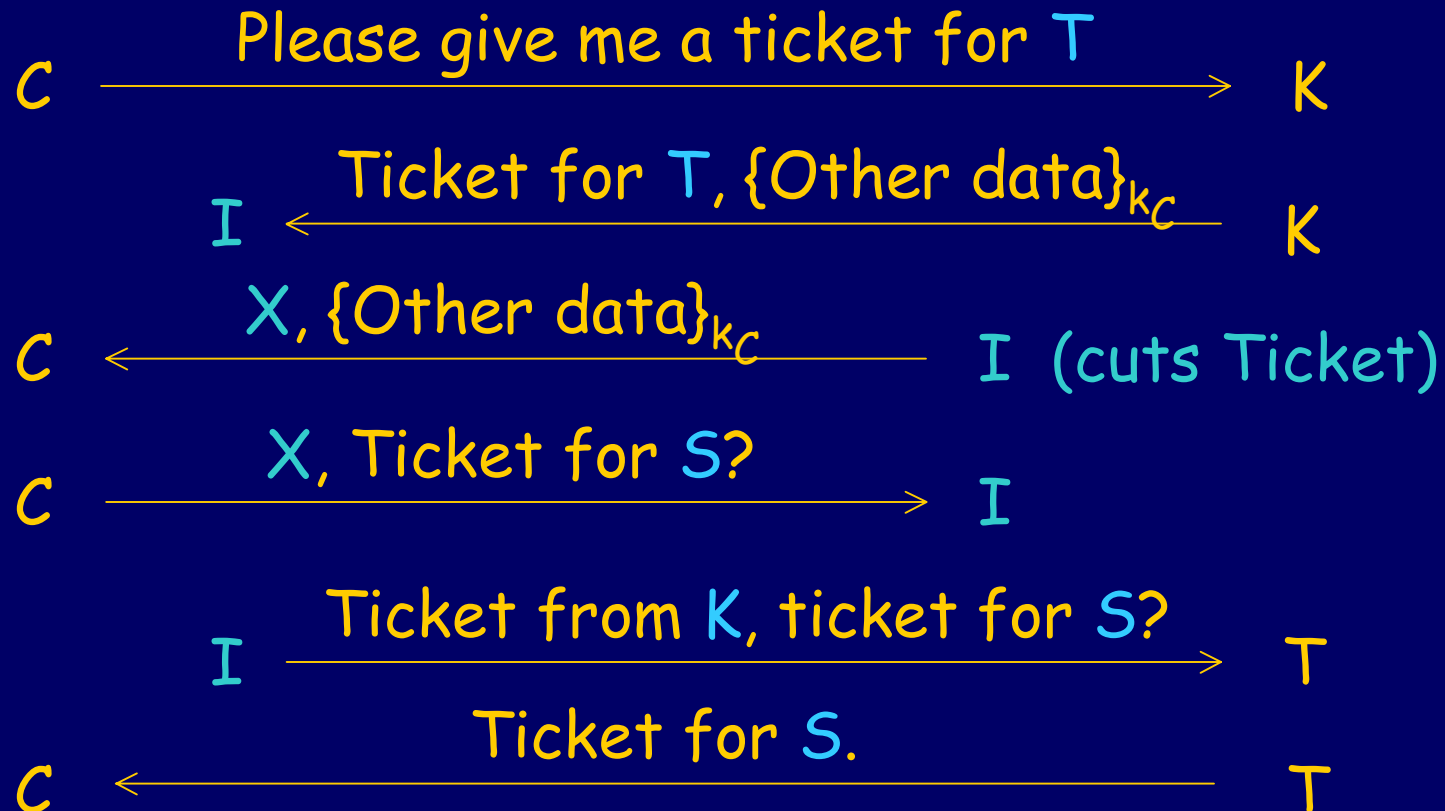 Please give me a ticket for T
C K
Ticket for T, {Other data}kC
I K
X, {Other data}kC
C I (cuts Ticket)
X, Ticket for S?
C I
Ticket from K, ticket for S?
I T
Ticket for S.
C T